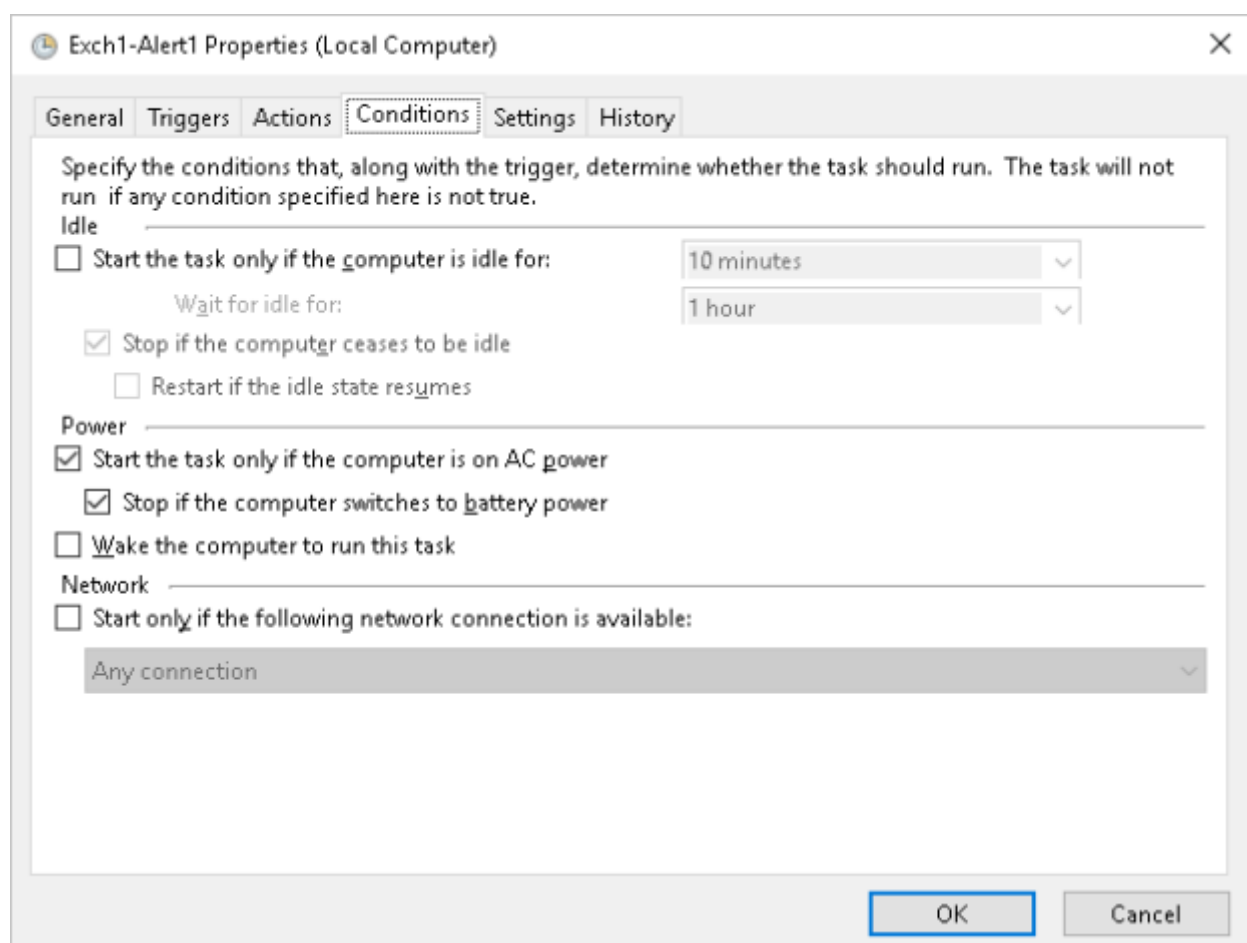 Exch1-Alert1 Properties (Local Computer)
General Triggers Actions Conditions Settings History
Specify the conditions that, along with the trigger, determine whether the task should run. The task will not
run if any condition specified here is not true.
Idle
Start the task only if the computer is idle for: 10 minutes
Wait for idle for: 1 hour
Stop if the computer ceases to be idle
Restart if the idle state resumes
Power
Start the task only if the computer is on AC power
Stop if the computer switches to battery power
Wake the computer to run this task
Network
Start only if the following network connection is available:
Any connection
OK Cancel